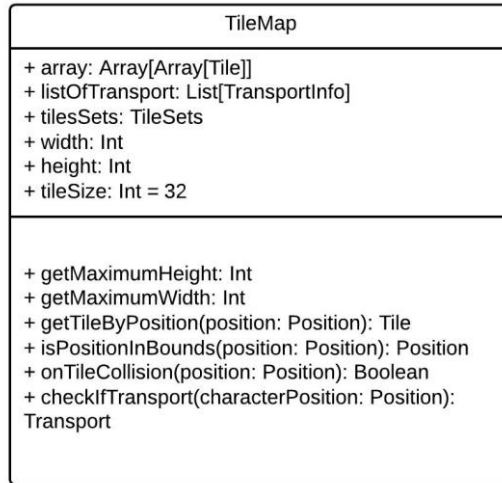 TileMap
+ array: Array[Array[Tile]]
+ listOfTransport: List[TransportInfo]
+ tilesSets: TileSets
+ width: Int
+ height: Int
+ tileSize: Int = 32
+ getMaximumHeight: Int
+ getMaximumWidth: Int
+ getTileByPosition(position: Position): Tile
+ isPositionInBounds(position: Position): Position
+ onTileCollision(position: Position): Boolean
+ checkIfTransport(characterPosition: Position):
Transport